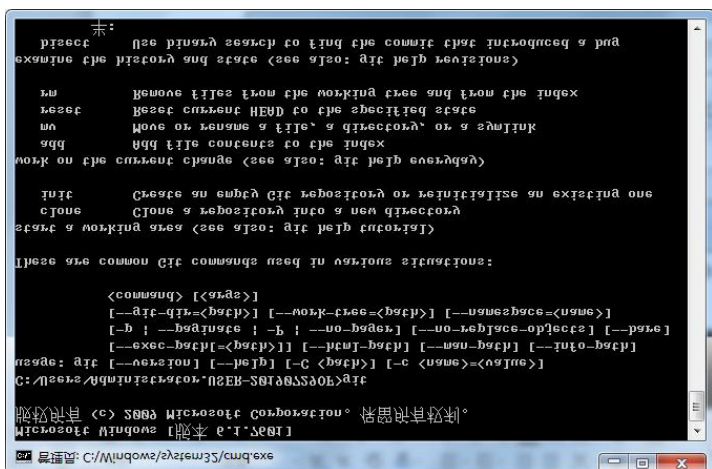 管理员: C:\Windows\system32\cmd.exe
Microsoft Windows [版本 6.1.7601]
版权所有 (c) 2009 Microsoft Corporation。保留所有权利。
C:\Users\Administrator.USER-20190729OF>git
usage: git [--version] [--help] [-C <path>] [-c <name>=<value>]
[--exec-path[=<path>]] [--html-path] [--man-path] [--info-path]
[-p | --paginate | -P | --no-pager] [--no-replace-objects] [--bare]
[--git-dir=<path>] [--work-tree=<path>] [--namespace=<name>]
<command> [<args>]
These are common Git commands used in various situations:
start a working area (see also: git help tutorial)
clone Clone a repository into a new directory
init Create an empty Git repository or reinitialize an existing one
work on the current change (see also: git help everyday)
add Add file contents to the index
mv Move or rename a file, a directory, or a symlink
reset Reset current HEAD to the specified state
rm Remove files from the working tree and from the index
examine the history and state (see also: git help revisions)
bisect Use binary search to find the commit that introduced a bug
半: